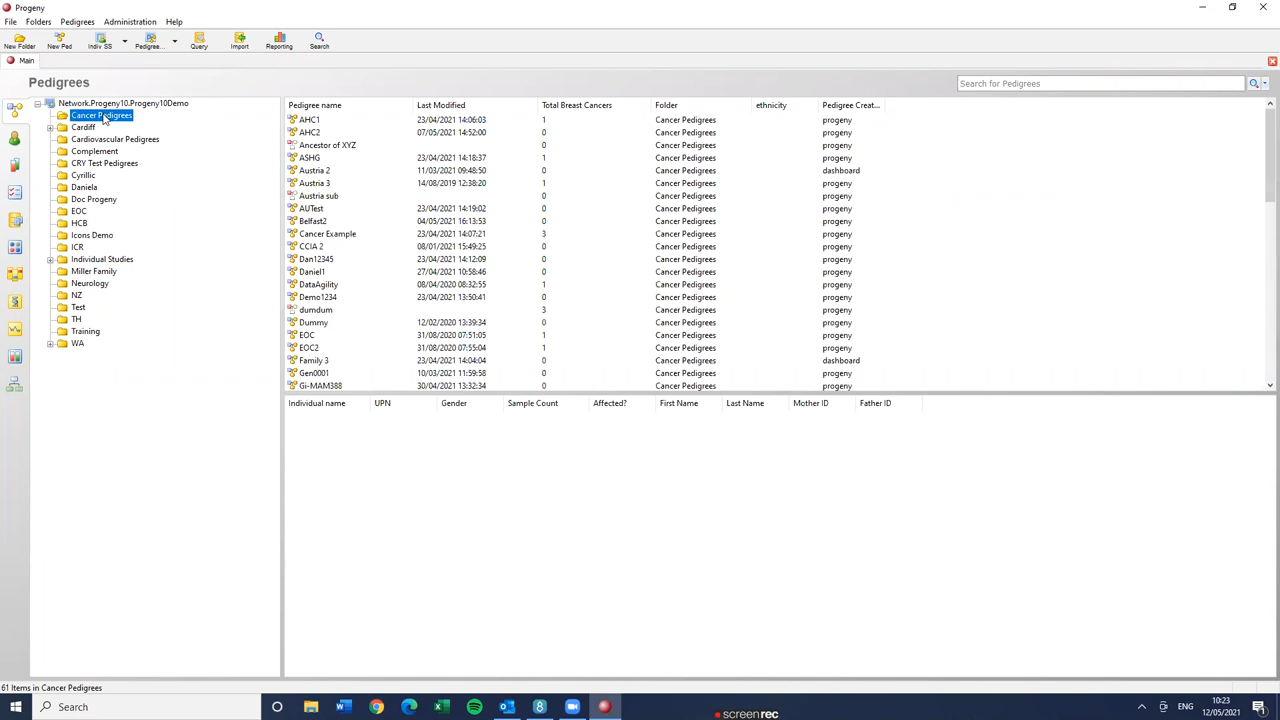 Progeny
File Folders Pedigrees Administration Help
New Folder New Ped Indiv SS Pedigree... Query Import Reporting Search
Main
Pedigrees
Search for Pedigrees
Network.Progeny10.Progeny10Demo
Cancer Pedigrees
Cardiff
Cardiovascular Pedigrees
Complement
CRY Test Pedigrees
Cyrillic
Daniela
Doc Progeny
EOC
HCB
Icons Demo
ICR
Individual Studies
Miller Family
Neurology
NZ
Test
TH
Training
WA
Pedigree name Last Modified Total Breast Cancers Folder ethnicity Pedigree Creat...
AHC1 23/04/2021 14:06:03 1 Cancer Pedigrees progeny
AHC2 07/05/2021 14:52:00 0 Cancer Pedigrees progeny
Ancestor of XYZ 0 Cancer Pedigrees progeny
ASHG 23/04/2021 14:18:37 1 Cancer Pedigrees progeny
Austria 2 11/03/2021 09:48:50 0 Cancer Pedigrees dashboard
Austria 3 14/08/2019 12:38:20 1 Cancer Pedigrees progeny
Austria sub 0 Cancer Pedigrees progeny
AUTest 23/04/2021 14:19:02 0 Cancer Pedigrees progeny
Belfast2 04/05/2021 16:13:53 0 Cancer Pedigrees progeny
Cancer Example 23/04/2021 14:07:21 3 Cancer Pedigrees progeny
CCIA 2 08/01/2021 15:49:25 0 Cancer Pedigrees progeny
Dan12345 23/04/2021 14:12:09 0 Cancer Pedigrees progeny
Daniel1 27/04/2021 10:58:46 0 Cancer Pedigrees progeny
DataAgility 08/04/2020 08:32:55 1 Cancer Pedigrees progeny
Demo1234 23/04/2021 13:50:41 0 Cancer Pedigrees progeny
dumdum 3 Cancer Pedigrees progeny
Dummy 12/02/2020 13:39:34 0 Cancer Pedigrees progeny
EOC 31/08/2020 07:51:05 1 Cancer Pedigrees progeny
EOC2 31/08/2020 07:55:04 1 Cancer Pedigrees progeny
Family 3 23/04/2021 14:04:04 0 Cancer Pedigrees dashboard
Gen0001 10/03/2021 11:59:58 0 Cancer Pedigrees progeny
Gi-MAM388 30/04/2021 13:32:34 0 Cancer Pedigrees progeny
Individual name UPN Gender Sample Count Affected? First Name Last Name Mother ID Father ID
61 Items in Cancer Pedigrees
Search
ENG
10:23
12/05/2021
screenrec